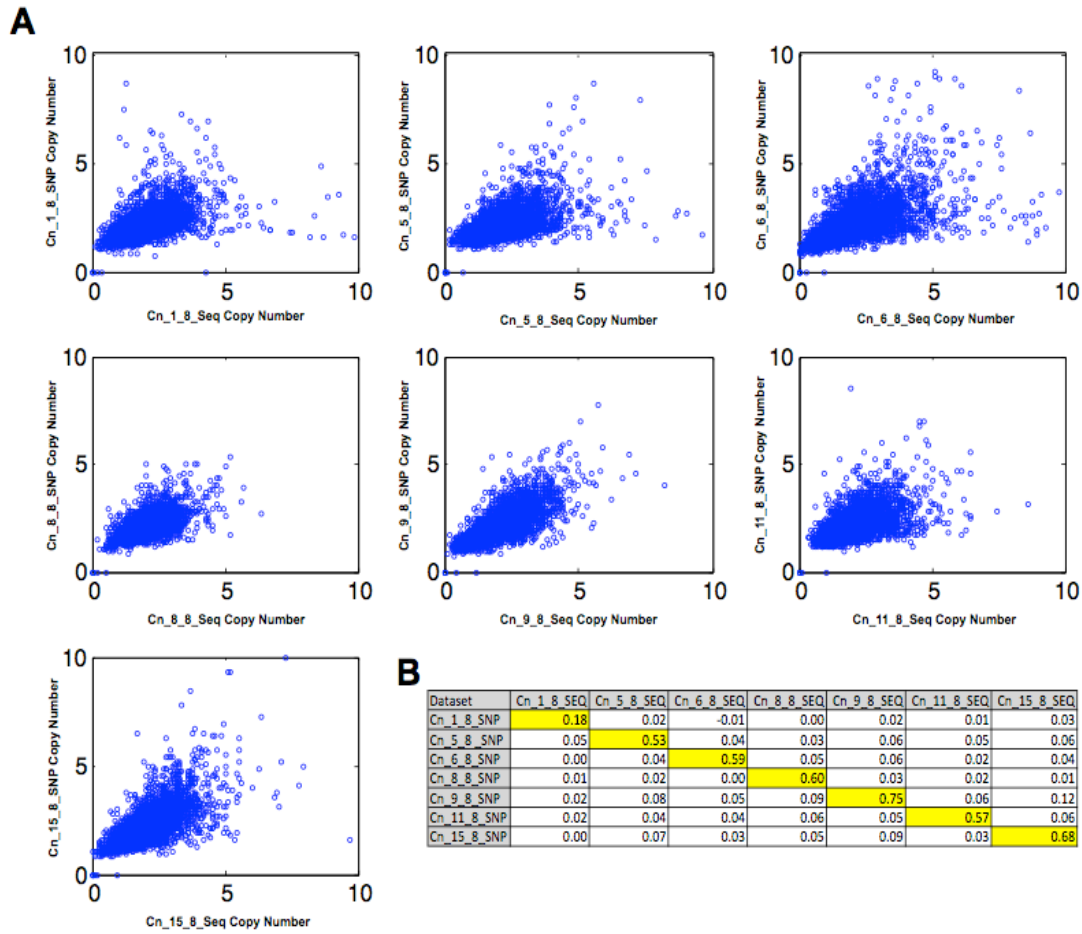 A
10
5
0
0
5
10
Cn_1_8_SNP Copy Number
Cn_1_8_Seq Copy Number
10
5
0
0
5
10
Cn_5_8_SNP Copy Number
Cn_5_8_Seq Copy Number
10
5
0
0
5
10
Cn_6_8_SNP Copy Number
Cn_6_8_Seq Copy Number
10
5
0
0
5
10
Cn_8_8_SNP Copy Number
Cn_8_8_Seq Copy Number
10
5
0
0
5
10
Cn_9_8_SNP Copy Number
Cn_9_8_Seq Copy Number
10
5
0
0
5
10
Cn_11_8_SNP Copy Number
Cn_11_8_Seq Copy Number
10
5
0
0
5
10
Cn_15_8_SNP Copy Number
Cn_15_8_Seq Copy Number
B
Dataset Cn_1_8_SEQ Cn_5_8_SEQ Cn_6_8_SEQ Cn_8_8_SEQ Cn_9_8_SEQ Cn_11_8_SEQ Cn_15_8_SEQ
Cn_1_8_SNP 0.18 0.02 -0.01 0.00 0.02 0.01 0.03
Cn_5_8_SNP 0.05 0.53 0.04 0.03 0.06 0.05 0.06
Cn_6_8_SNP 0.00 0.04 0.59 0.05 0.06 0.02 0.04
Cn_8_8_SNP 0.01 0.02 0.00 0.60 0.03 0.02 0.01
Cn_9_8_SNP 0.02 0.08 0.05 0.09 0.75 0.06 0.12
Cn_11_8_SNP 0.02 0.04 0.04 0.06 0.05 0.57 0.06
Cn_15_8_SNP 0.00 0.07 0.03 0.05 0.09 0.03 0.68